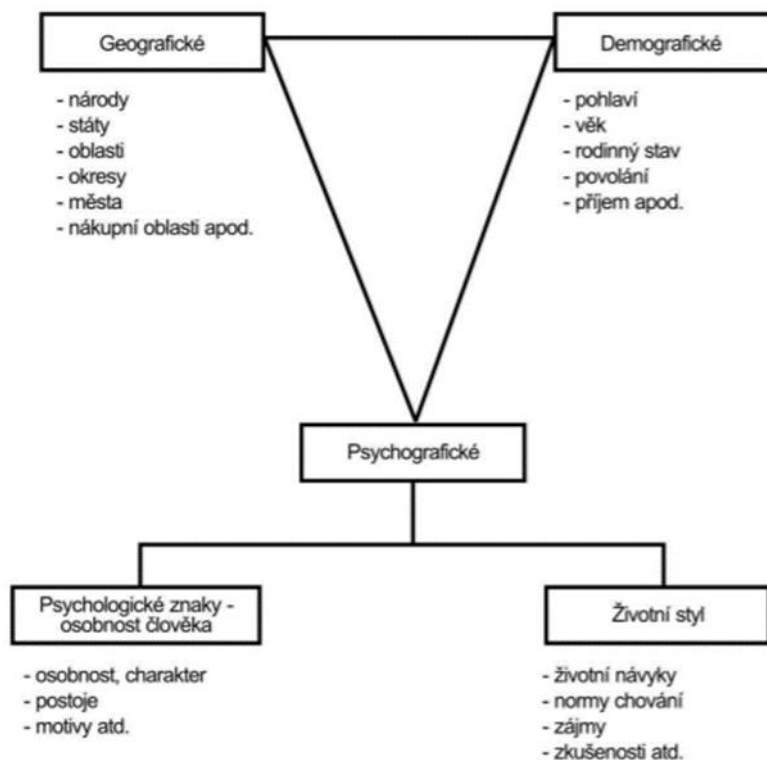 Geografické
- národy
- státy
- oblasti
- okresy
- města
- nákupní oblasti apod.
Demografické
- pohlaví
- věk
- rodinný stav
- povolání
- příjem apod.
Psychografické
Psychologické znaky -
osobnost člověka
- osobnost, charakter
- postoje
- motivy atd.
Životní styl
- životní návyky
- normy chování
- zájmy
- zkušenosti atd.